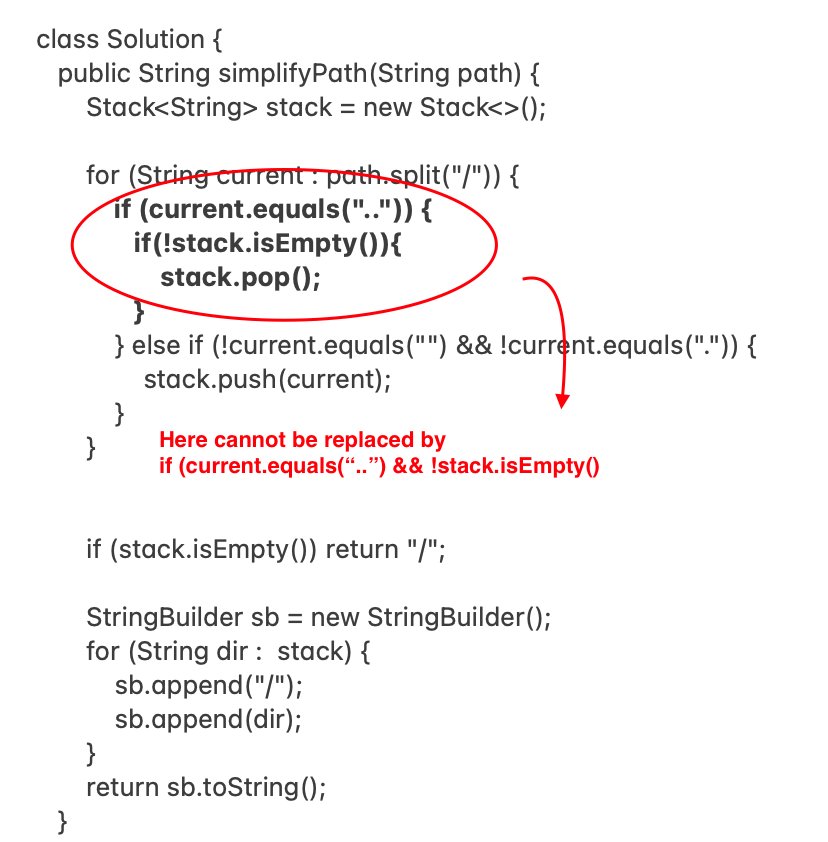 class Solution {
public String simplifyPath(String path) {
Stack<String> stack = new Stack<>();
for (String current : path.split("/")) {
if (current.equals("..")) {
if(!stack.isEmpty()){
stack.pop();
}
} else if (!current.equals("") && !current.equals(".")) {
stack.push(current);
}
}
Here cannot be replaced by
if (current.equals(“..”) && !stack.isEmpty()
if (stack.isEmpty()) return "/";
StringBuilder sb = new StringBuilder();
for (String dir :  stack) {
sb.append("/");
sb.append(dir);
}
return sb.toString();
}